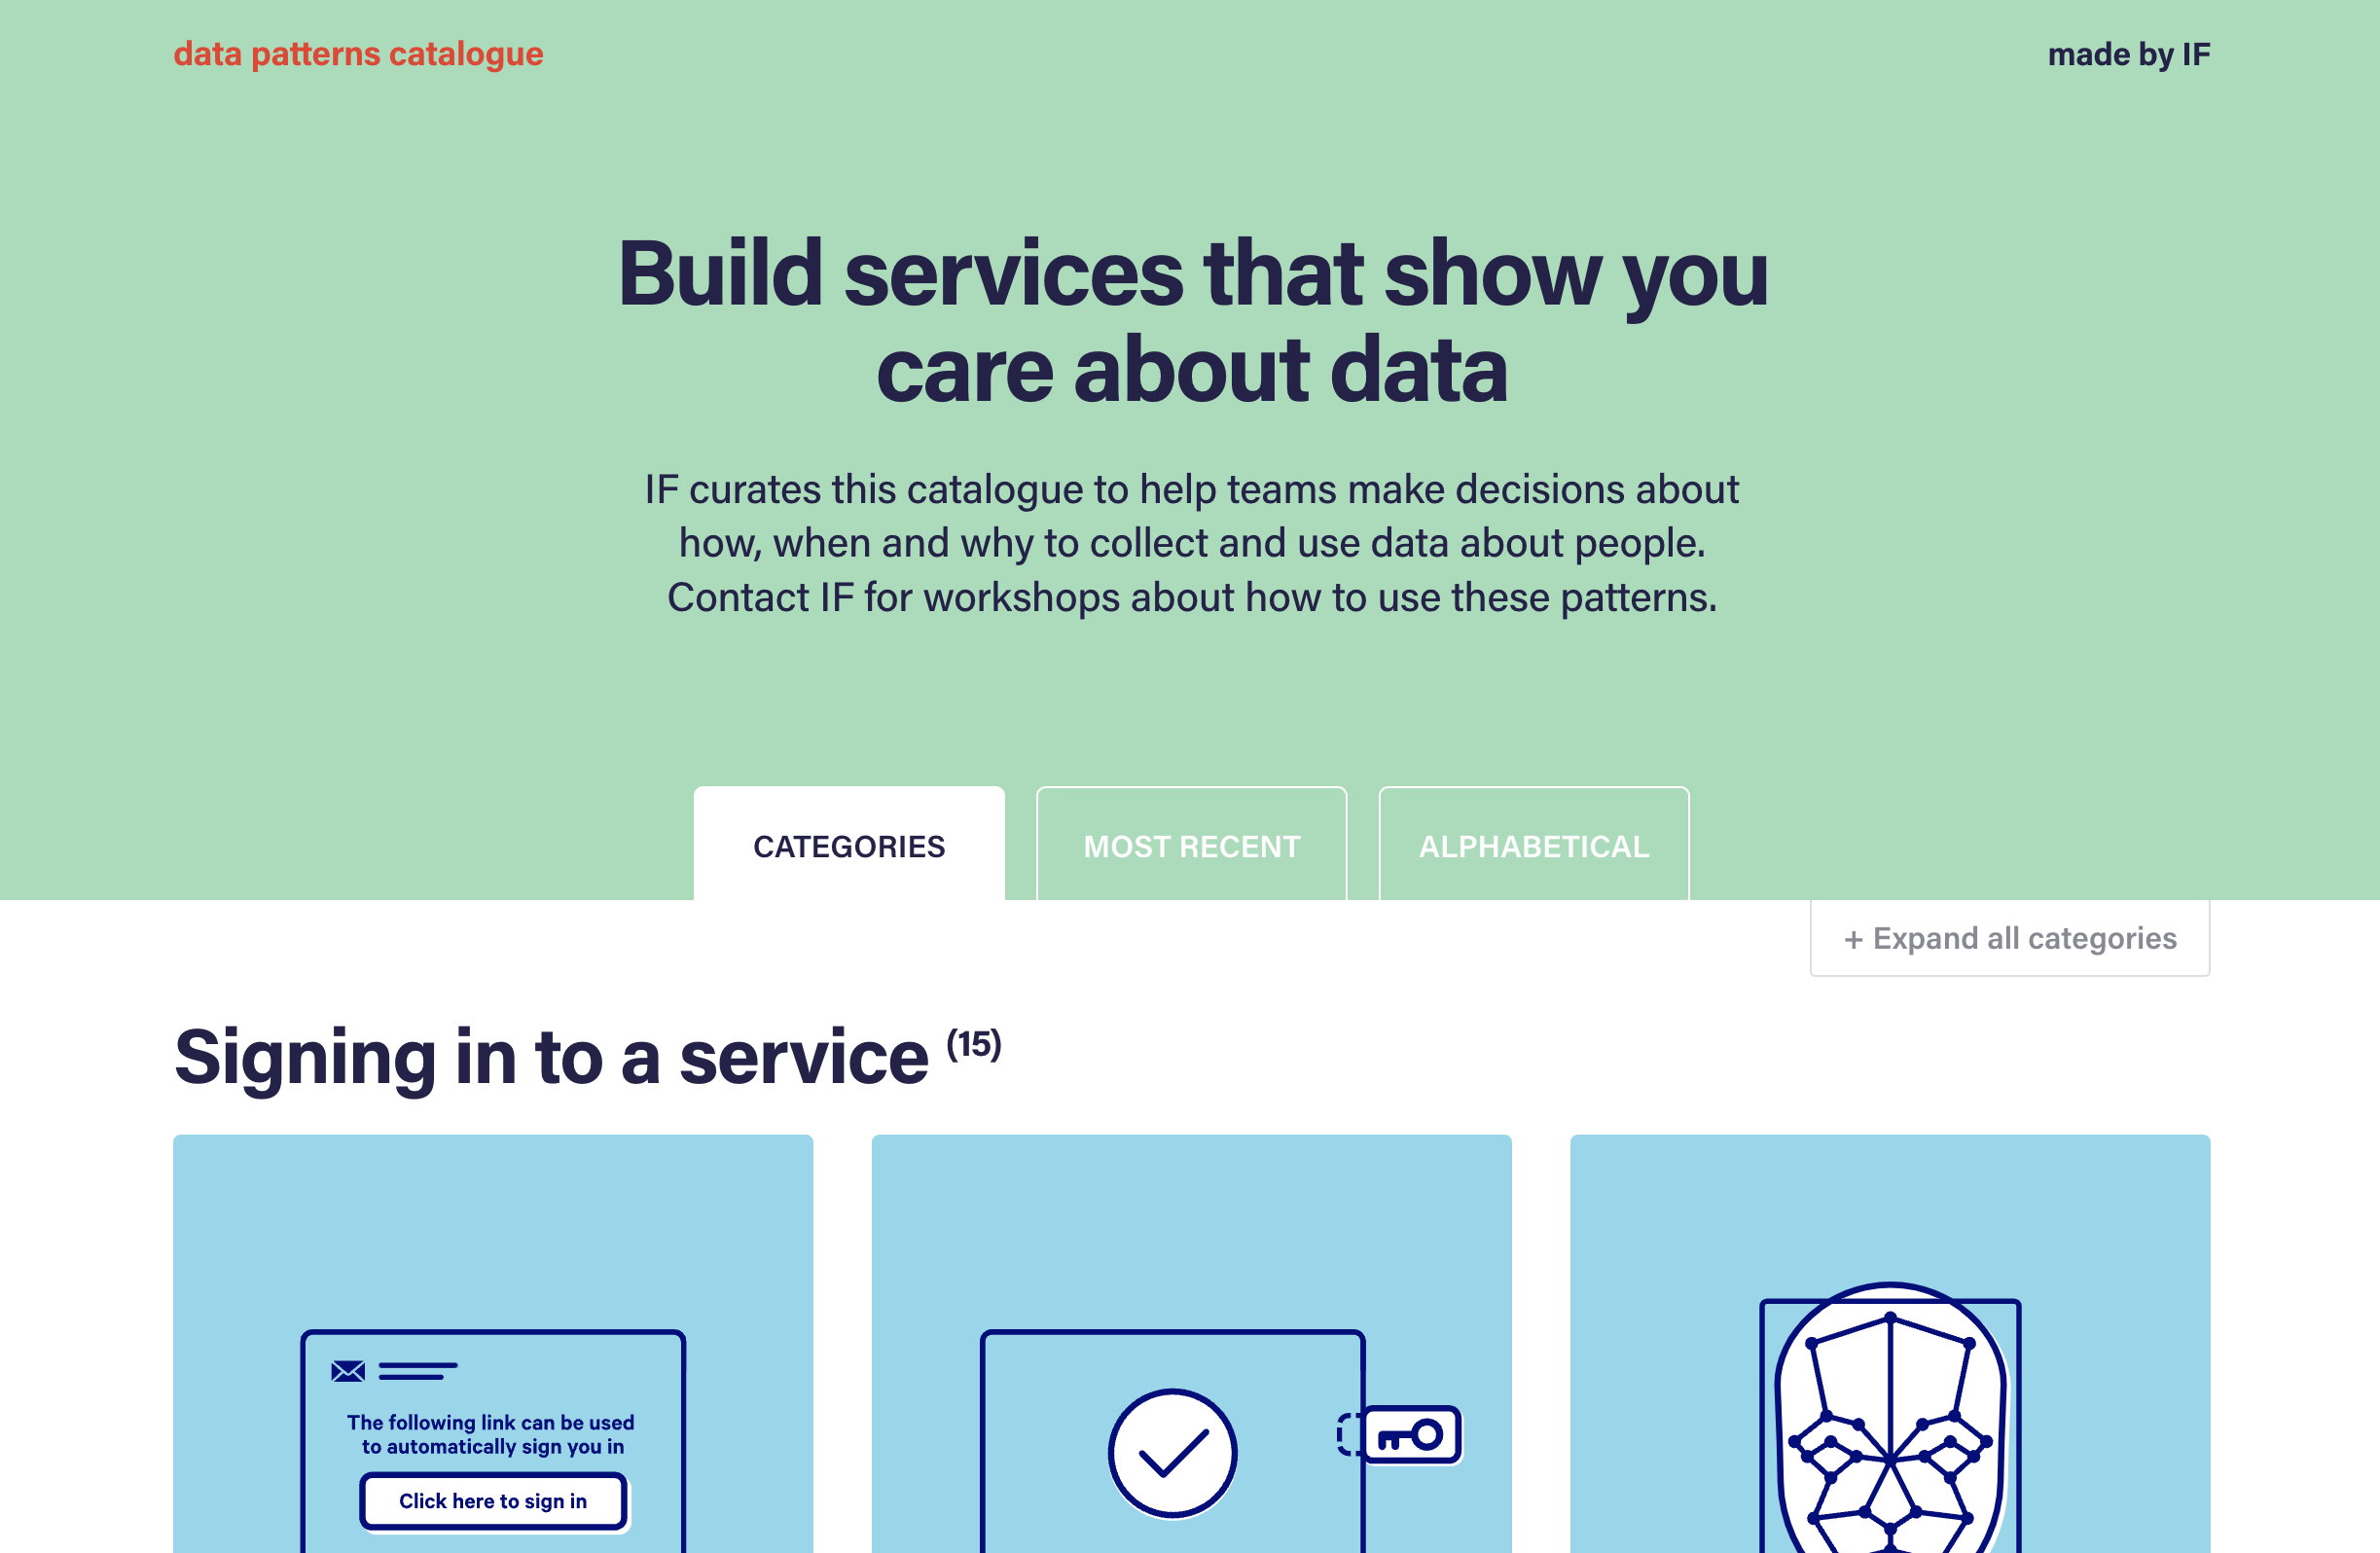 data patterns catalogue
made by IF
Build services that show you
care about data
IF curates this catalogue to help teams make decisions about
how, when and why to collect and use data about people.
Contact IF for workshops about how to use these patterns.
CATEGORIES
MOST RECENT
ALPHABETICAL
+ Expand all categories
Signing in to a service (15)
The following link can be used
to automatically sign you in
Click here to sign in